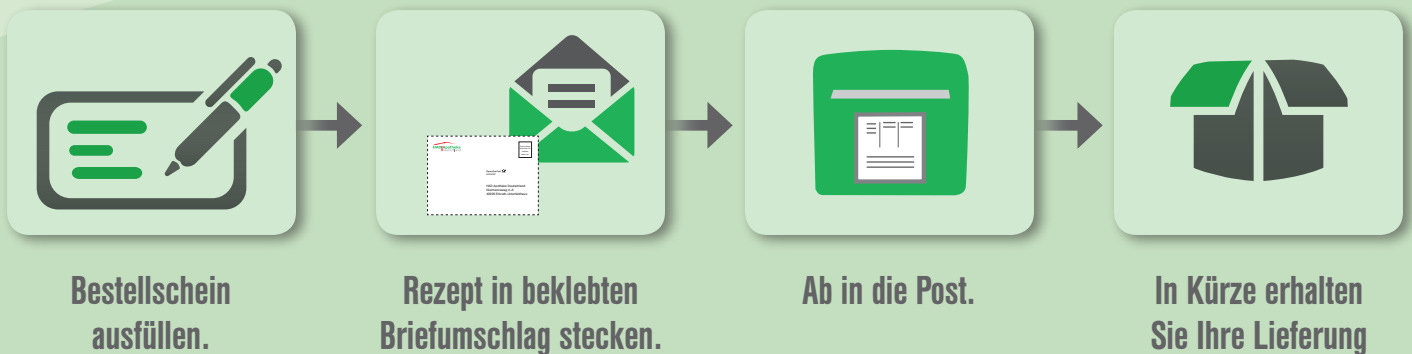 Bestellschein
ausfüllen.
Rezept in beklebten
Briefumschlag stecken.
Ab in die Post.
In Kürze erhalten
Sie Ihre Lieferung